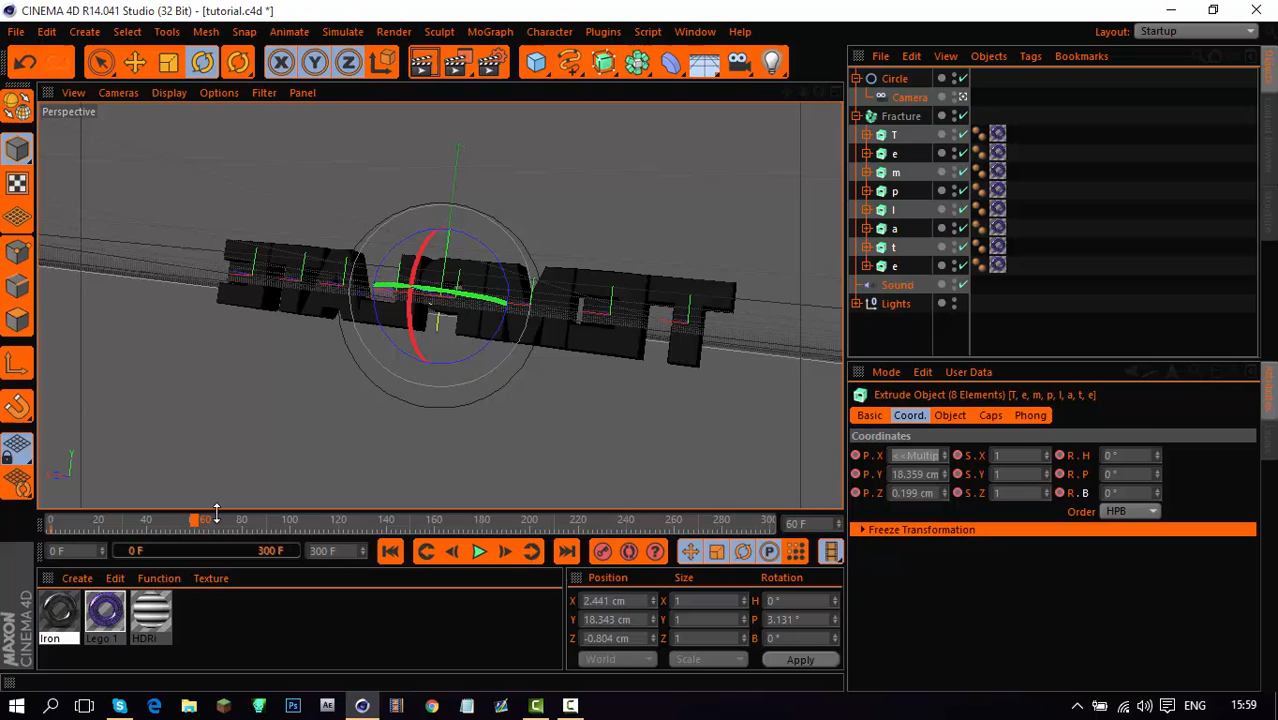 CINEMA 4D R14.041 Studio (32 Bit) - [tutorial.c4d *]
File Edit Create Select Tools Mesh Snap Animate Simulate Render Sculpt MoGraph Character Plugins Script Window Help Layout: Startup
File Edit View Objects Tags Bookmarks
View Cameras Display Options Filter Panel
Perspective
Circle
Camera
Fracture
T
e
m
p
l
a
t
e
Sound
Lights
Mode Edit User Data
Extrude Object (8 Elements) [T, e, m, p, l, a, t, e]
Basic Coord. Object Caps Phong
Coordinates
P . X <<Multip S . X 1 R . H 0 °
P . Y 18.359 cm S . Y 1 R . P 0 °
P . Z 0.199 cm S . Z 1 R . B 0 °
Order HPB
Freeze Transformation
0 20 40 60 80 100 120 140 160 180 200 220 240 260 280 300 60 F
0 F 0 F 300 F 300 F
Create Edit Function Texture
Iron Lego 1 HDRi
Position Size Rotation
X 2.441 cm X 1 H 0 °
Y 18.343 cm Y 1 P 3.131 °
Z -0.804 cm Z 1 B 0 °
World Scale Apply
MAXON CINEMA 4D
ENG 15:59